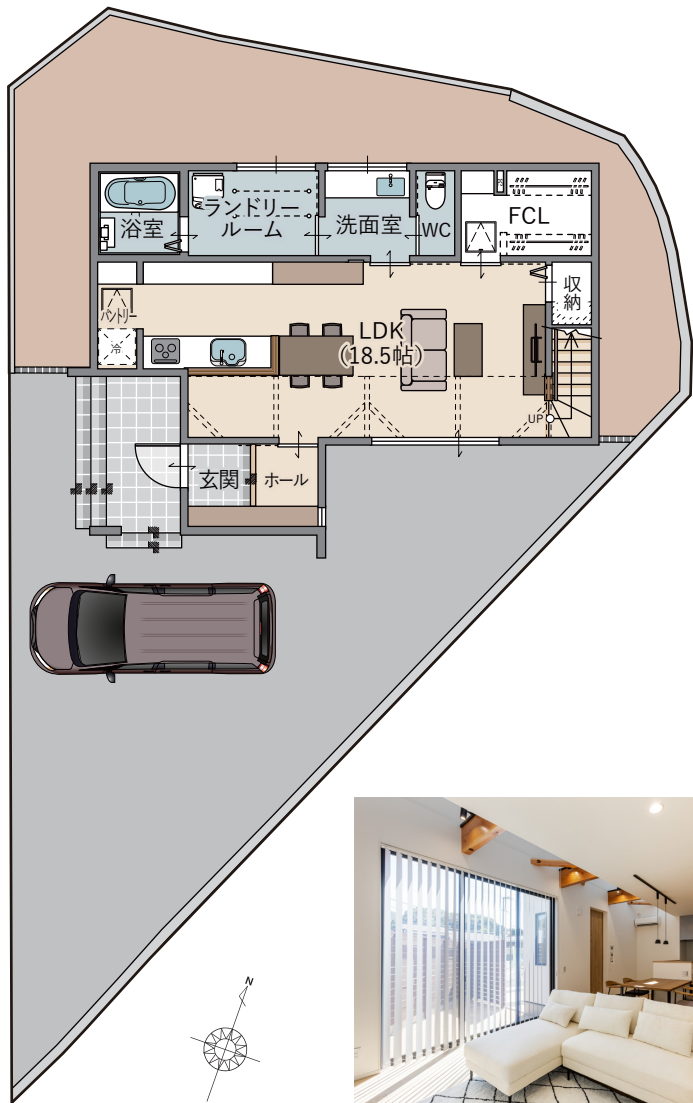 浴室
ランドリー
ルーム
洗面室
WC
FCL
収納
パントリー
冷
LDK
(18.5帖)
UP
玄関
ホール
N